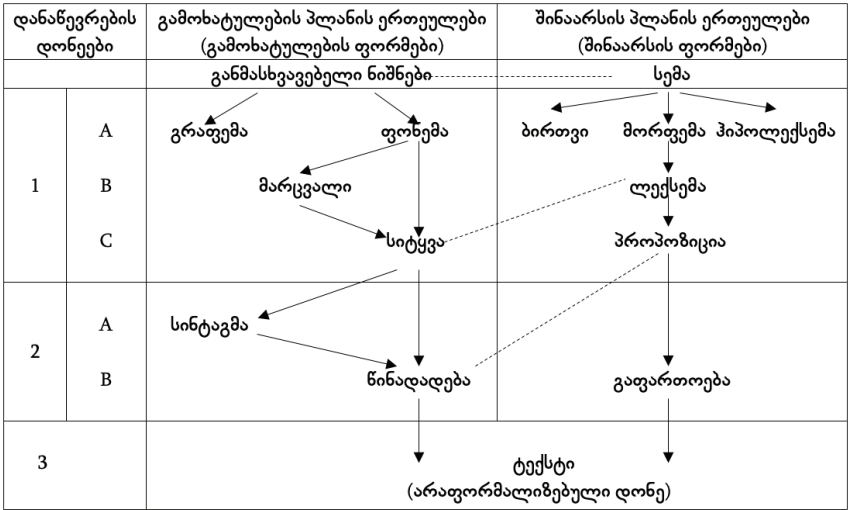 დანაწევრების დონეები
გამოხატულების პლანის ერთეულები
(გამოხატულების ფორმები)
შინაარსის პლანის ერთეულები
(შინაარსის ფორმები)
განმასხვავებელი ნიშნები სემა
1
A გრაფემა ფონემა ბირთვი მორფემა ჰიპოლექსემა
B მარცვალი ლექსემა
C სიტყვა პროპოზიცია
2
A სინტაგმა
B წინადადება გაფართოება
3 ტექსტი
(არაფორმალიზებული დონე)